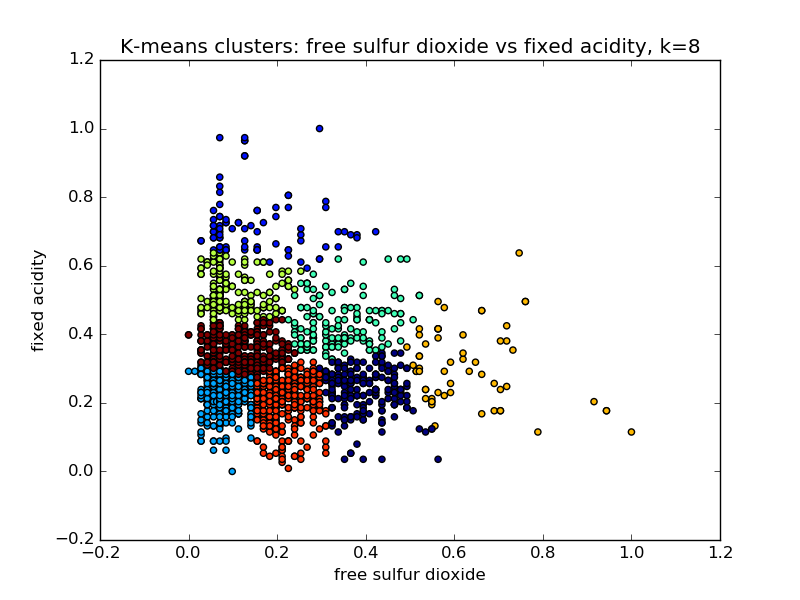 K-means clusters: free sulfur dioxide vs fixed acidity, k=8
1.2
1.0
0.8
0.6
0.4
0.2
0.0
−0.2
fixed acidity
−0.2 0.0 0.2 0.4 0.6 0.8 1.0 1.2
free sulfur dioxide